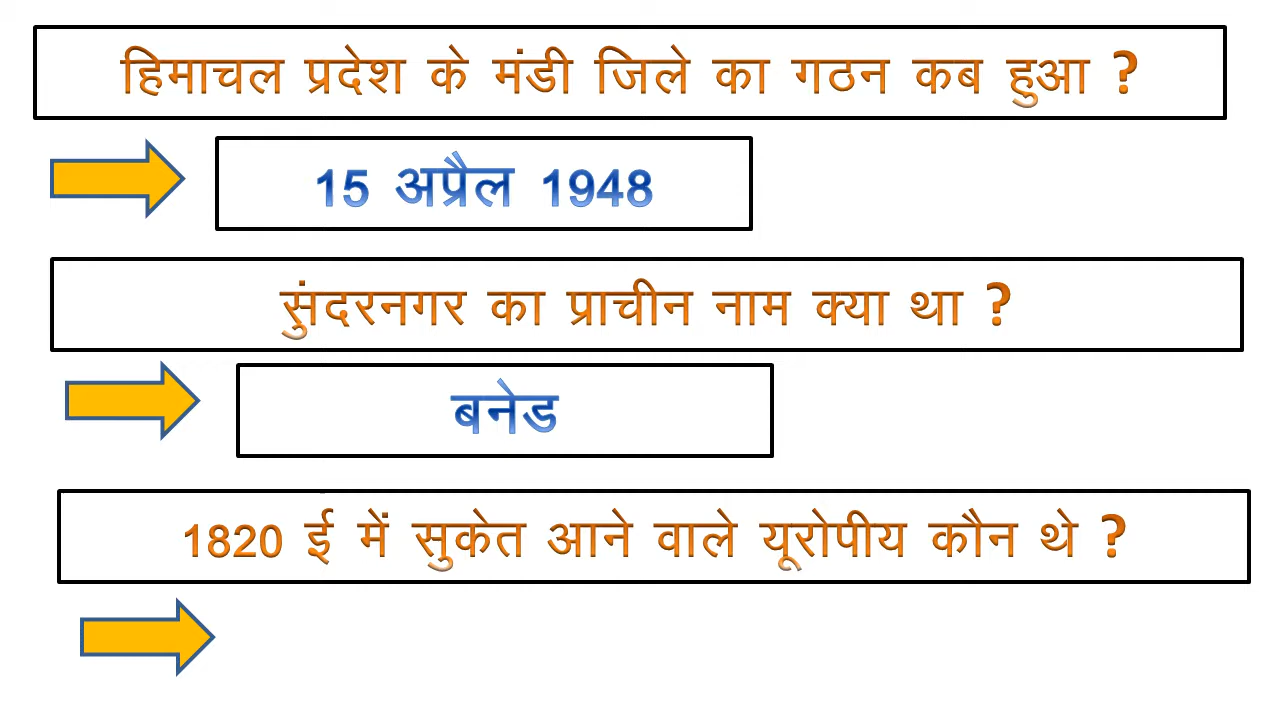 हिमाचल प्रदेश के मंडी जिले का गठन कब हुआ ?
15 अप्रैल 1948
सुंदरनगर का प्राचीन नाम क्या था ?
बनेड
1820 ई में सुकेत आने वाले यूरोपीय कौन थे ?